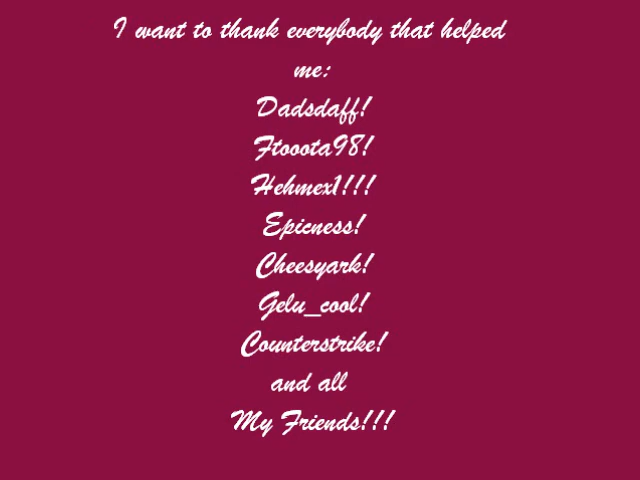 I want to thank everybody that helped
me:
Dadsdaff!
Ftooota98!
Hehmex1!!!
Epicness!
Cheesyark!
Gelu_cool!
Counterstrike!
and all
My Friends!!!